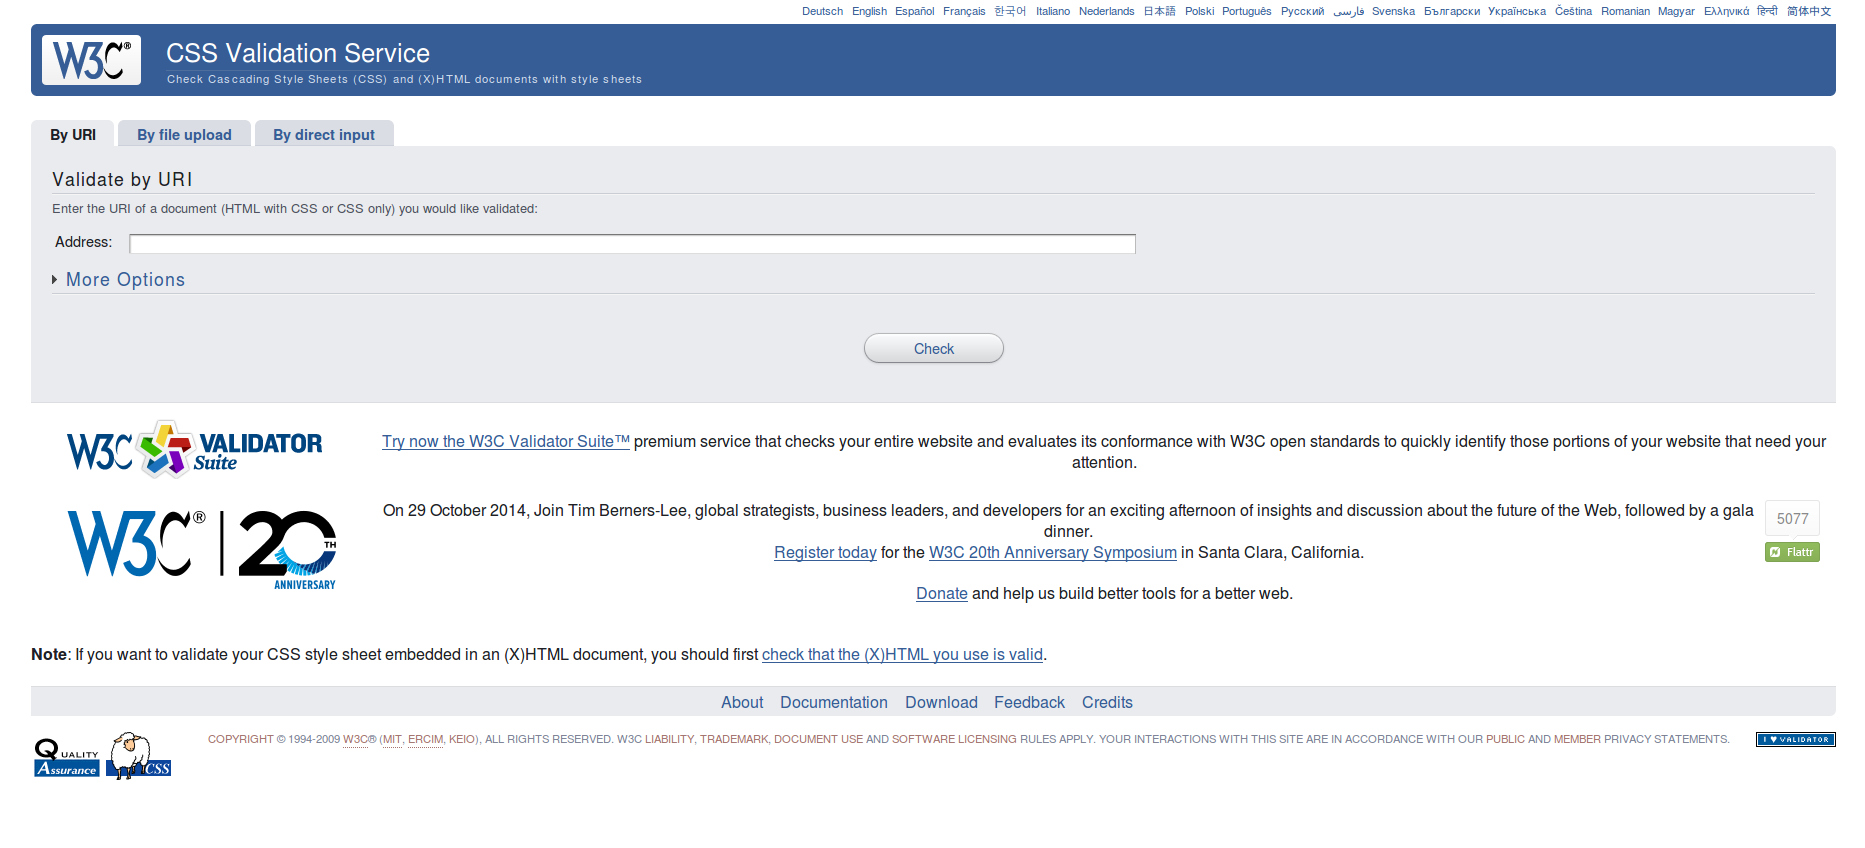 Deutsch English Español Français 한국어 Italiano Nederlands 日本語 Polski Português Русский فارسی Svenska Български Українська Čeština Romanian Magyar Ελληνικά हिन्दी 简体中文
W3C®
CSS Validation Service
Check Cascading Style Sheets (CSS) and (X)HTML documents with style sheets
By URI By file upload By direct input
Validate by URI
Enter the URI of a document (HTML with CSS or CSS only) you would like validated:
Address:
More Options
Check
W3C VALIDATOR
Suite
Try now the W3C Validator Suite™ premium service that checks your entire website and evaluates its conformance with W3C open standards to quickly identify those portions of your website that need your
attention.
W3C® 20TH
ANNIVERSARY
On 29 October 2014, Join Tim Berners-Lee, global strategists, business leaders, and developers for an exciting afternoon of insights and discussion about the future of the Web, followed by a gala
dinner.
Register today for the W3C 20th Anniversary Symposium in Santa Clara, California.
5077
Flattr
Donate and help us build better tools for a better web.
Note: If you want to validate your CSS style sheet embedded in an (X)HTML document, you should first check that the (X)HTML you use is valid.
About Documentation Download Feedback Credits
QUALITY
Assurance
CSS
COPYRIGHT © 1994-2009 W3C® (MIT, ERCIM, KEIO), ALL RIGHTS RESERVED. W3C LIABILITY, TRADEMARK, DOCUMENT USE AND SOFTWARE LICENSING RULES APPLY. YOUR INTERACTIONS WITH THIS SITE ARE IN ACCORDANCE WITH OUR PUBLIC AND MEMBER PRIVACY STATEMENTS.
I ♥ VALIDATOR